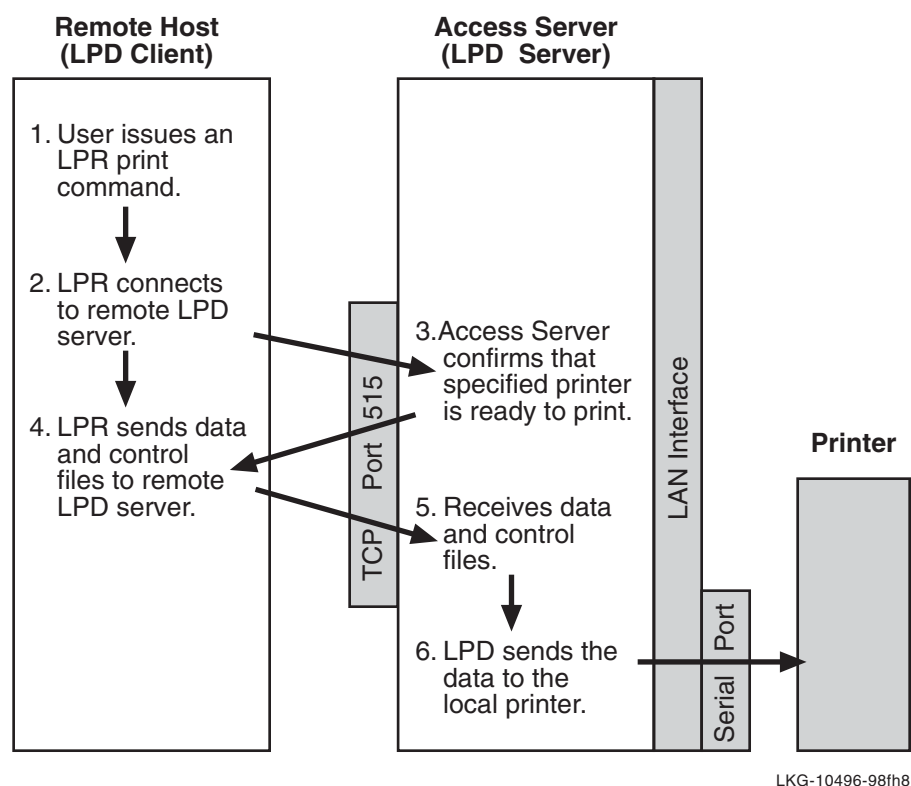 Remote Host
(LPD Client)
Access Server
(LPD Server)
1. User issues an
LPR print
command.
2. LPR connects
to remote LPD
server.
3.Access Server
confirms that
specified printer
is ready to print.
4. LPR sends data
and control
files to remote
LPD server.
5. Receives data
and control
files.
6. LPD sends the
data to the
local printer.
TCP Port 515
LAN Interface
Serial Port
Printer
LKG-10496-98fh8